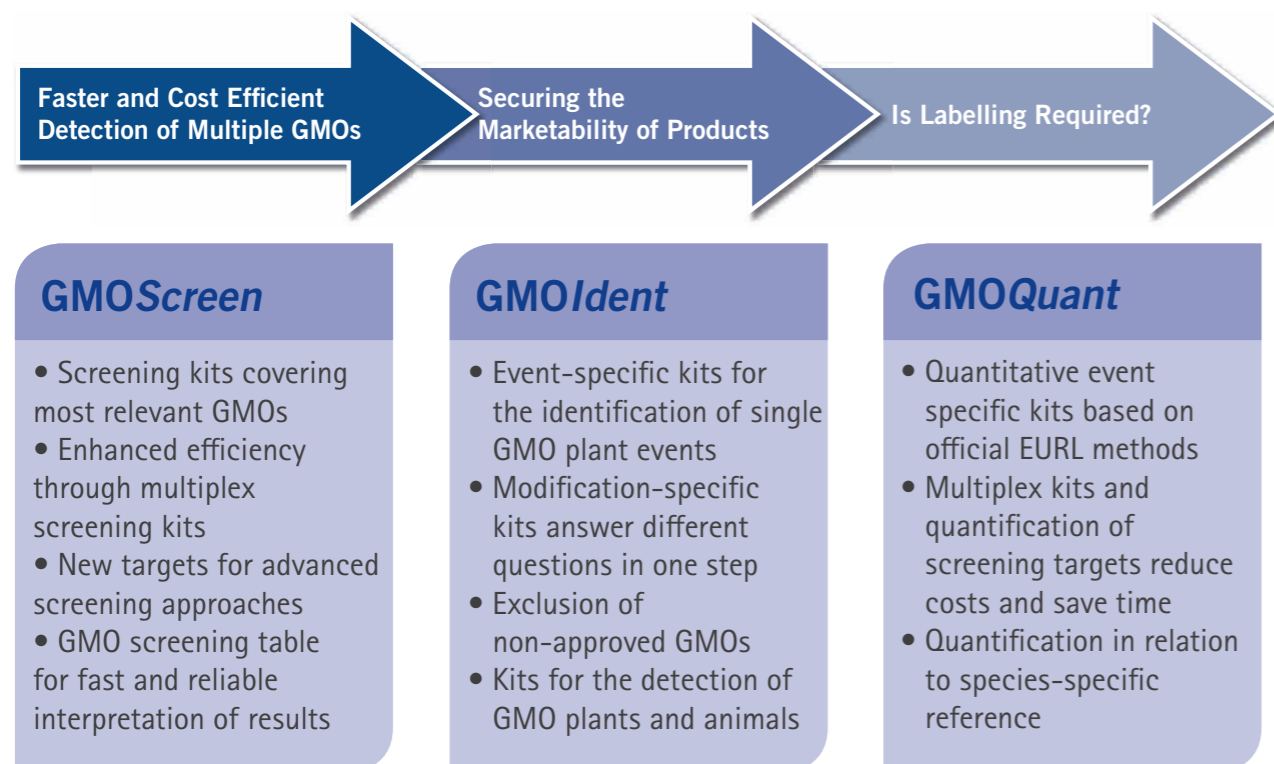 Faster and Cost Efficient
Detection of Multiple GMOs
Securing the
Marketability of Products
Is Labelling Required?
GMOScreen
• Screening kits covering
most relevant GMOs
• Enhanced efficiency
through multiplex
screening kits
• New targets for advanced
screening approaches
• GMO screening table
for fast and reliable
interpretation of results
GMOIdent
• Event-specific kits for
the identification of single
GMO plant events
• Modification-specific
kits answer different
questions in one step
• Exclusion of
non-approved GMOs
• Kits for the detection of
GMO plants and animals
GMOQuant
• Quantitative event
specific kits based on
official EURL methods
• Multiplex kits and
quantification of
screening targets reduce
costs and save time
• Quantification in relation
to species-specific
reference